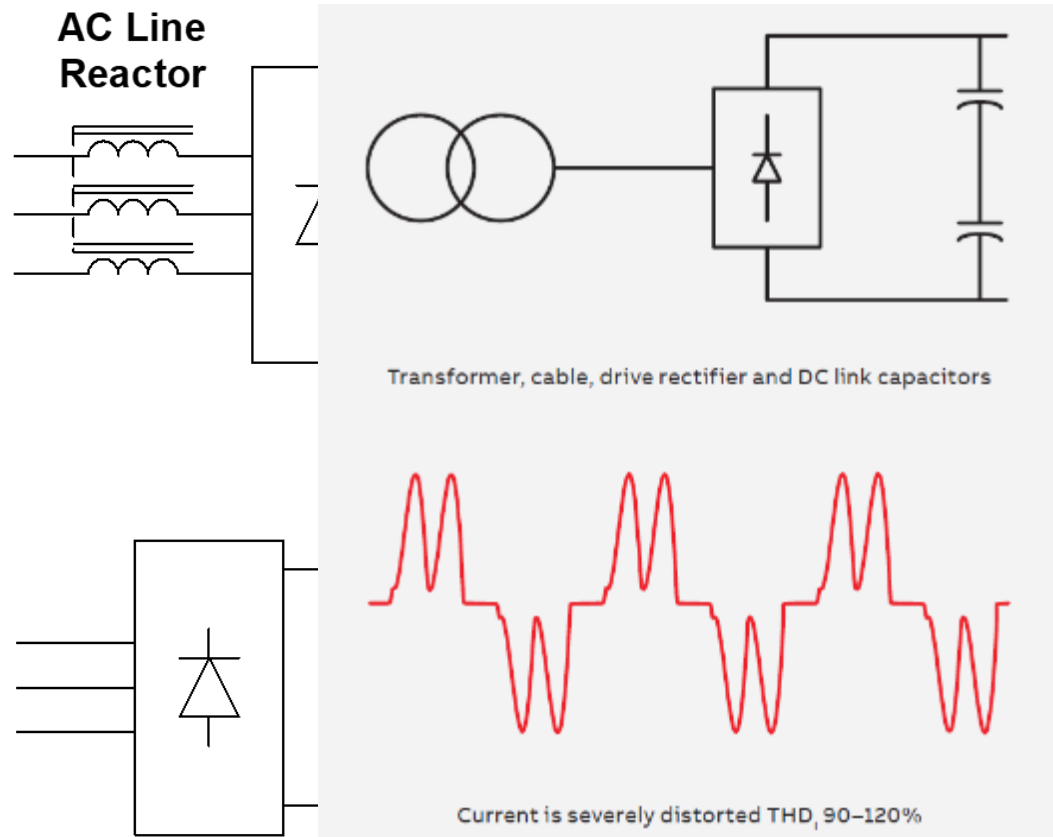 AC Line
Reactor
Transformer, cable, drive rectifier and DC link capacitors
Current is severely distorted THDI 90–120%